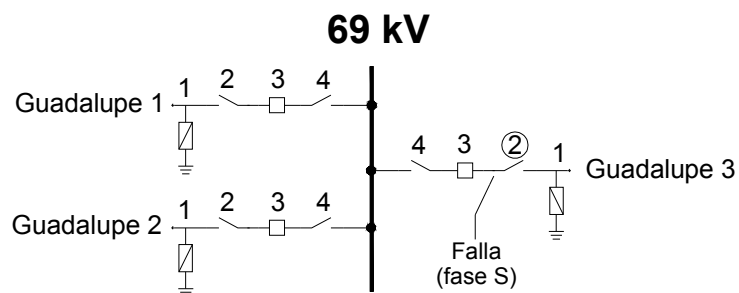 69 kV
Guadalupe 1 1 2 3 4
4 3 2 1 Guadalupe 3
Guadalupe 2 1 2 3 4
Falla
(fase S)